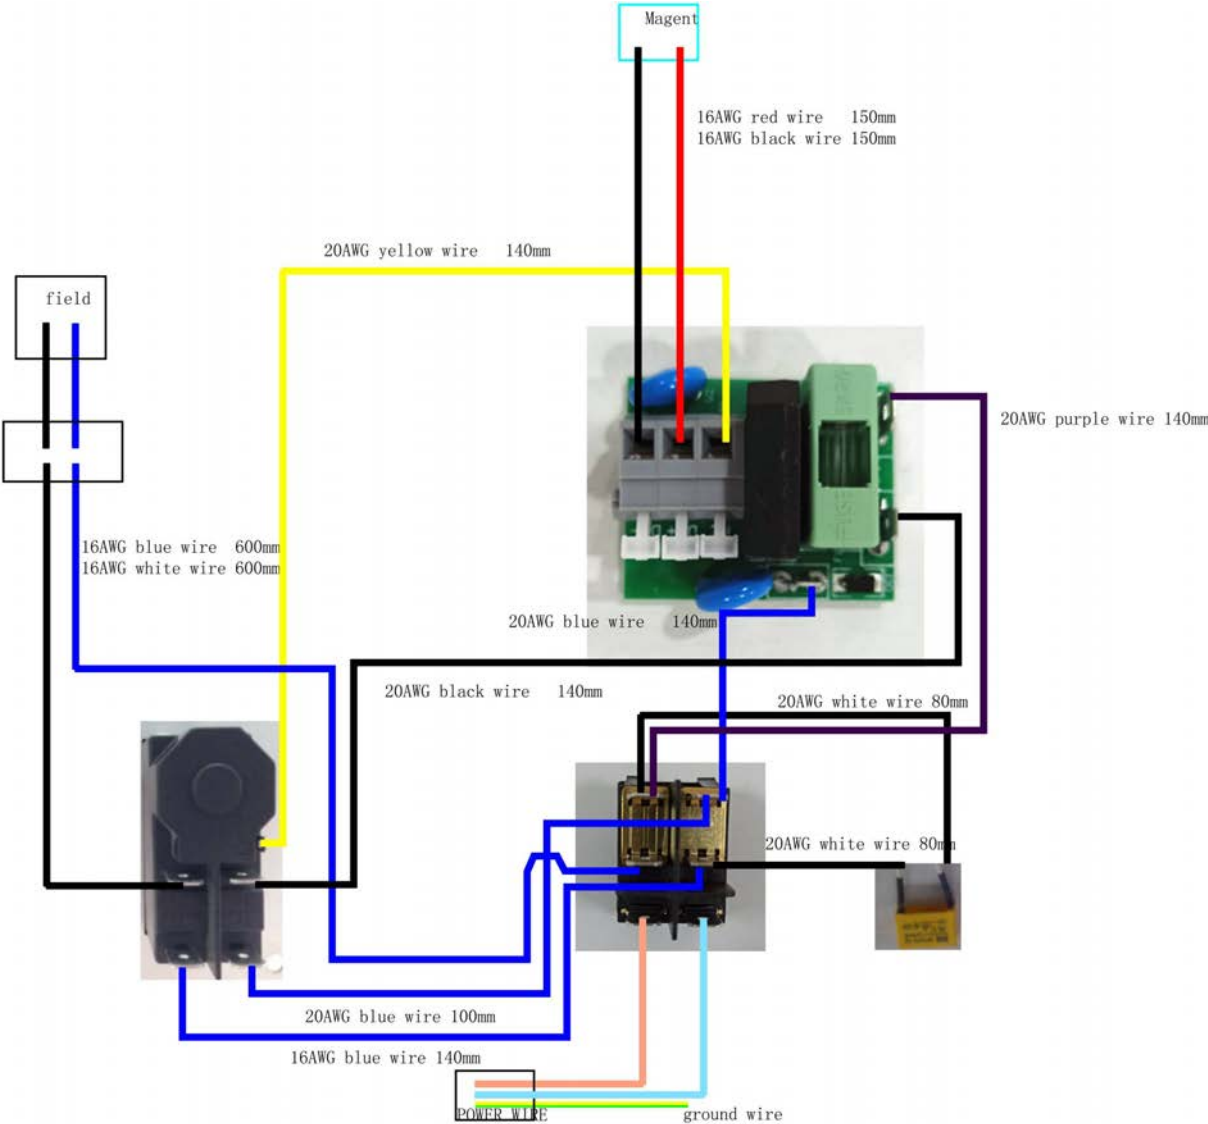 Magent
16AWG red wire 150mm
16AWG black wire 150mm
20AWG yellow wire 140mm
field
20AWG purple wire 140mm
16AWG blue wire 600mm
16AWG white wire 600mm
20AWG blue wire 140mm
20AWG black wire 140mm
20AWG white wire 80mm
20AWG white wire 80mm
20AWG blue wire 100mm
16AWG blue wire 140mm
POWER WIRE
ground wire